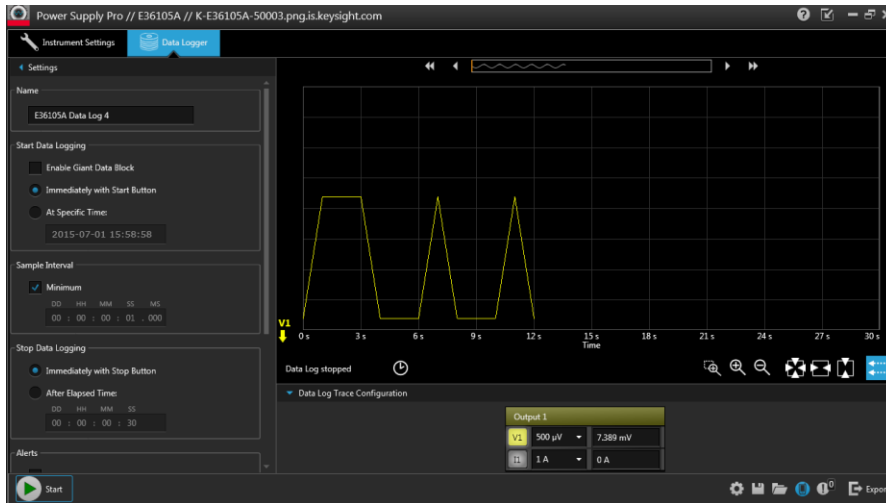 Power Supply Pro // E36105A // K-E36105A-50003.png.is.keysight.com
Instrument Settings
Data Logger
Settings
Name
E36105A Data Log 4
Start Data Logging
Enable Giant Data Block
Immediately with Start Button
At Specific Time:
2015-07-01 15:58:58
Sample Interval
Minimum
DD HH MM SS MS
00 : 00 : 00 : 01 . 000
Stop Data Logging
Immediately with Stop Button
After Elapsed Time:
DD HH MM SS
00 : 00 : 00 : 30
Alerts
Start
V1
0 s 3 s 6 s 9 s 12 s 15 s 18 s 21 s 24 s 27 s 30 s
Time
Data Log stopped
Data Log Trace Configuration
Output 1
V1 500 µV 7.389 mV
I1 1 A 0 A
0
Export